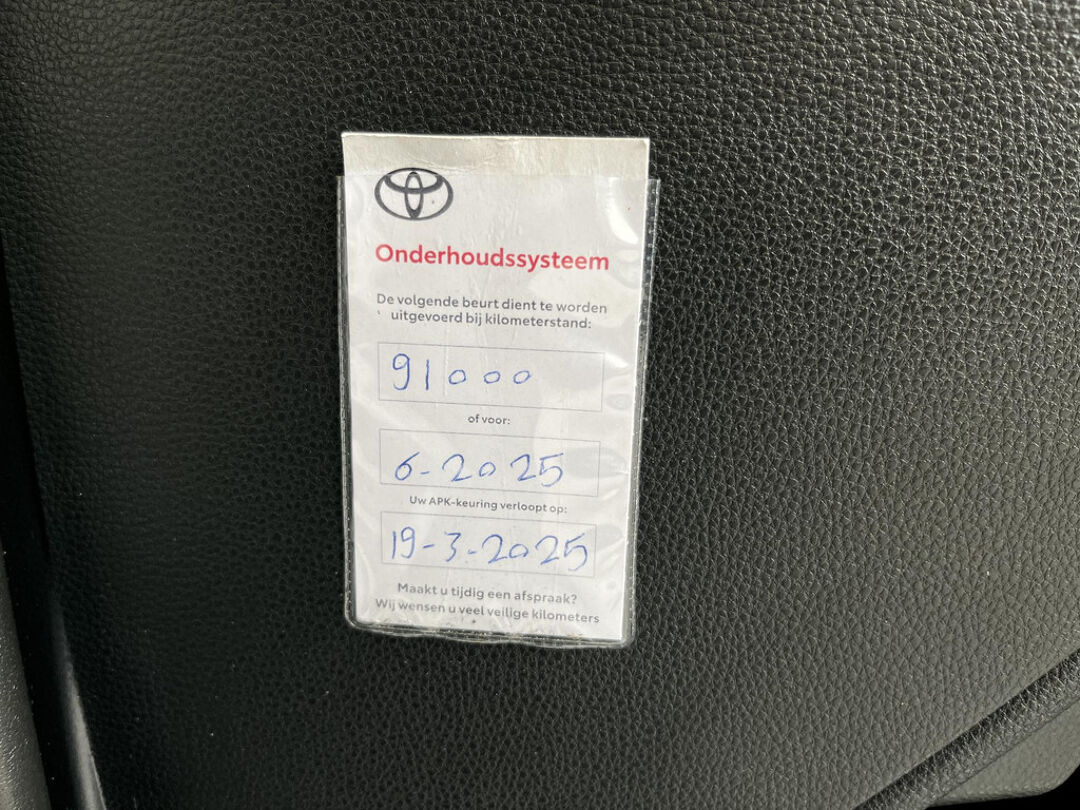 Onderhoudssysteem
De volgende beurt dient te worden
uitgevoerd bij kilometerstand:
91000
of voor:
6-2025
Uw APK-keuring verloopt op:
19-3-2025
Maakt u tijdig een afspraak?
Wij wensen u veel veilige kilometers